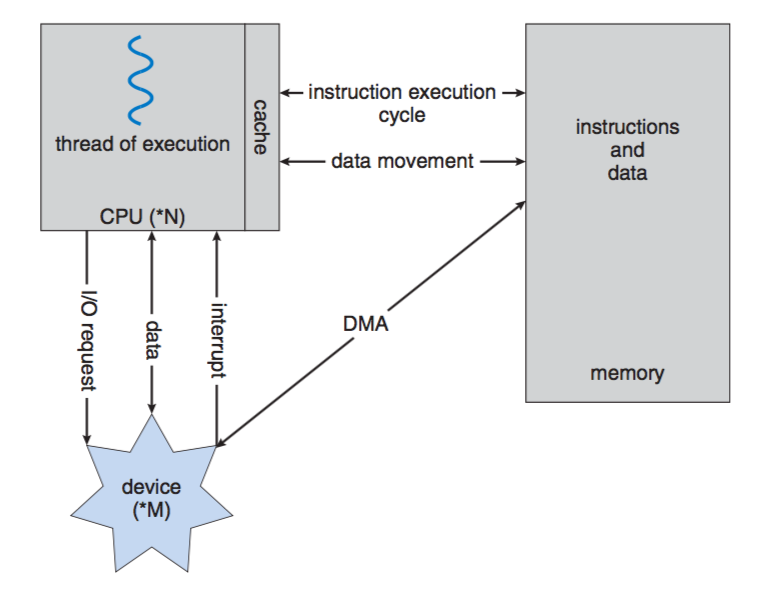 thread of execution
cache
CPU (*N)
instruction execution
cycle
data movement
instructions
and
data
memory
I/O request
data
interrupt
DMA
device
(*M)